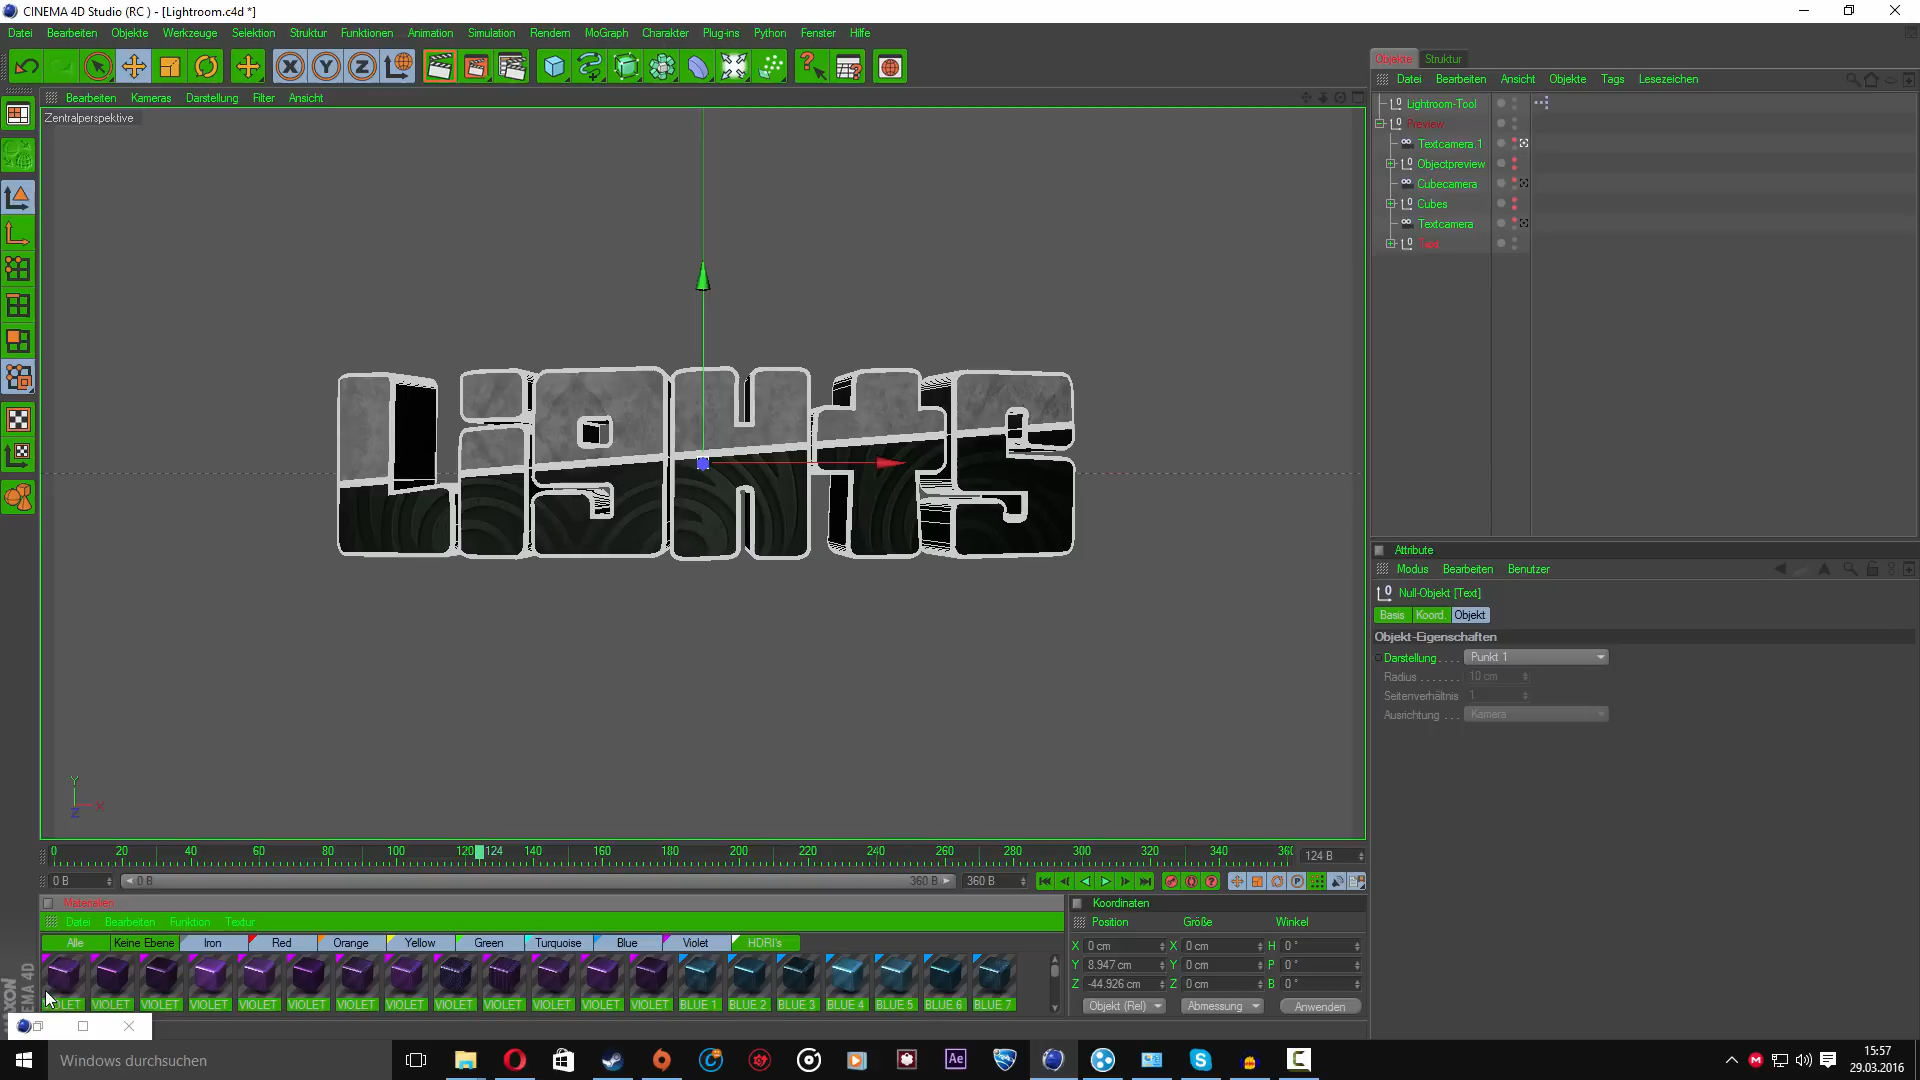 CINEMA 4D Studio (RC ) - [Lightroom.c4d *]
Datei Bearbeiten Objekte Werkzeuge Selektion Struktur Funktionen Animation Simulation Rendern MoGraph Charakter Plug-ins Python Fenster Hilfe
Objekte Struktur
Datei Bearbeiten Ansicht Objekte Tags Lesezeichen
Bearbeiten Kameras Darstellung Filter Ansicht
Zentralperspektive
Lightroom-Tool
Preview
Textcamera.1
Objectpreview
Cubecamera
Cubes
Textcamera
Text
LigHtS
Y
X
Z
Attribute
Modus Bearbeiten Benutzer
Null-Objekt [Text]
Basis Koord. Objekt
Objekt-Eigenschaften
Darstellung . . . . Punkt 1
Radius . . . . . . . 10 cm
Seitenverhältnis 1
Ausrichtung . . . Kamera
0 20 40 60 80 100 120 124 140 160 180 200 220 240 260 280 300 320 340 360 124 B
0 B 0 B 360 B 360 B
Materialien
Datei Bearbeiten Funktion Textur
Alle Keine Ebene Iron Red Orange Yellow Green Turquoise Blue Violet HDRI's
VIOLET VIOLET VIOLET VIOLET VIOLET VIOLET VIOLET VIOLET VIOLET VIOLET VIOLET VIOLET VIOLET BLUE 1 BLUE 2 BLUE 3 BLUE 4 BLUE 5 BLUE 6 BLUE 7
Koordinaten
Position Größe Winkel
X 0 cm X 0 cm H 0 °
Y 8.947 cm Y 0 cm P 0 °
Z -44.926 cm Z 0 cm B 0 °
Objekt (Rel) Abmessung Anwenden
MAXON
CINEMA 4D
Windows durchsuchen
Ae
15:57
29.03.2016